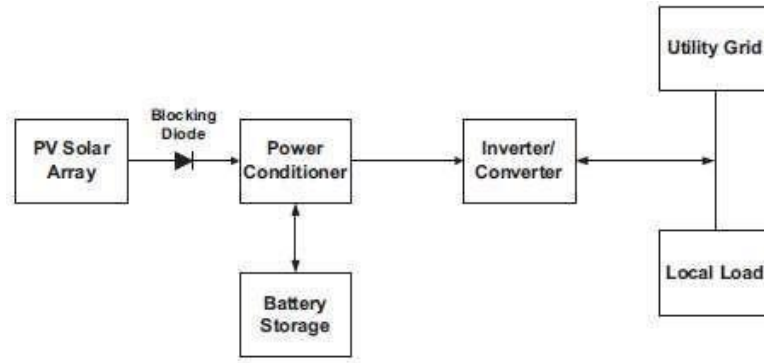 Utility Grid
Blocking
Diode
PV Solar
Array
Power
Conditioner
Inverter/
Converter
Local Load
Battery
Storage